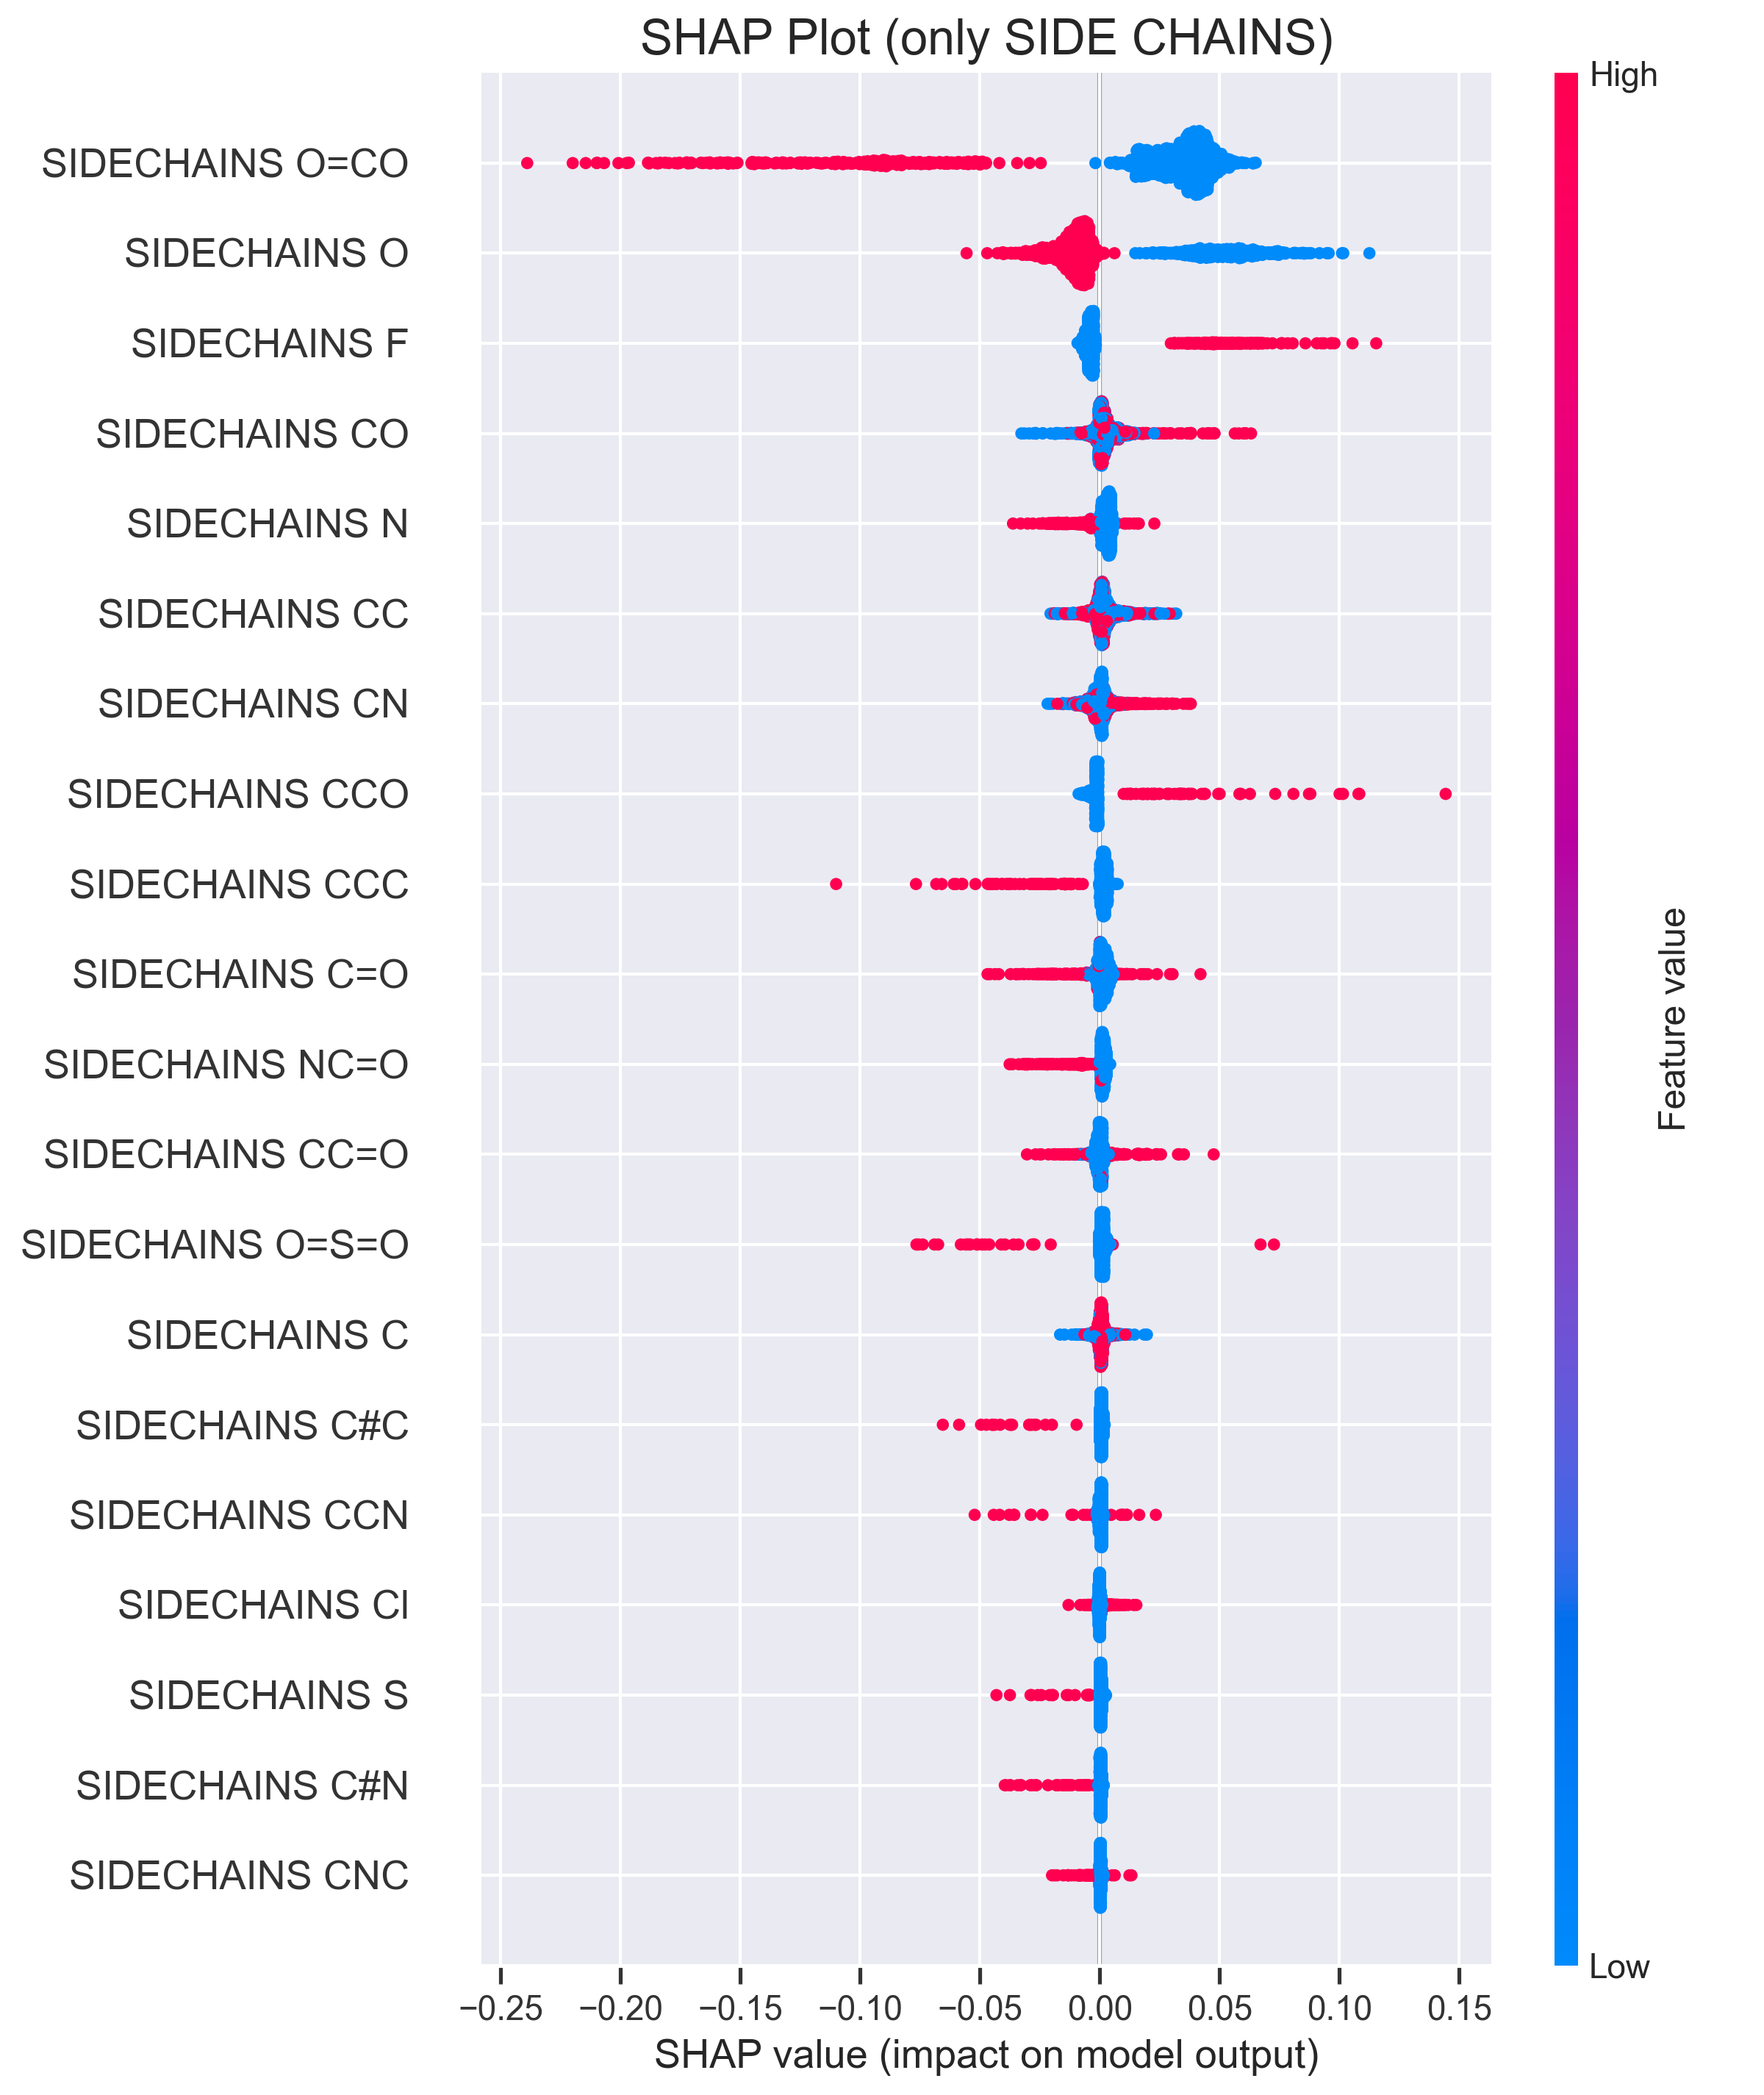 SHAP Plot (only SIDE CHAINS)
High
SIDECHAINS O=CO
SIDECHAINS O
SIDECHAINS F
SIDECHAINS CO
SIDECHAINS N
SIDECHAINS CC
SIDECHAINS CN
SIDECHAINS CCO
SIDECHAINS CCC
SIDECHAINS C=O
SIDECHAINS NC=O
SIDECHAINS CC=O
SIDECHAINS O=S=O
SIDECHAINS C
SIDECHAINS C#C
SIDECHAINS CCN
SIDECHAINS Cl
SIDECHAINS S
SIDECHAINS C#N
SIDECHAINS CNC
Feature value
Low
−0.25 −0.20 −0.15 −0.10 −0.05 0.00 0.05 0.10 0.15
SHAP value (impact on model output)